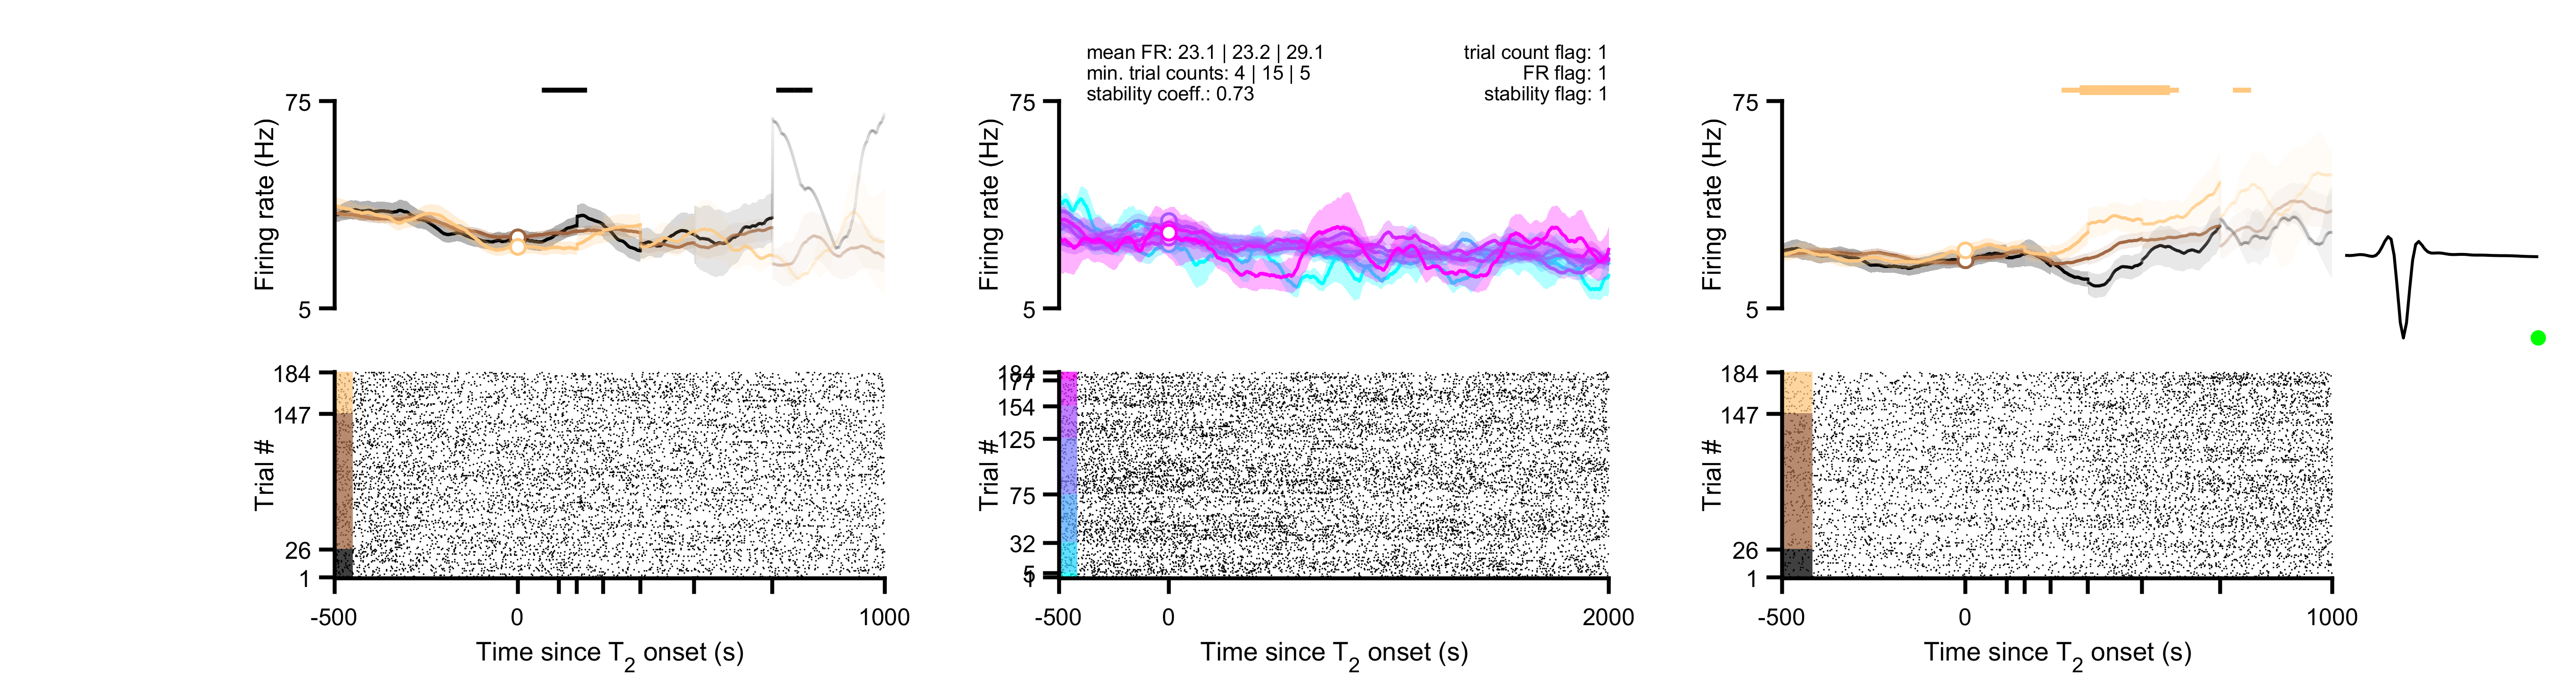 mean FR: 23.1 | 23.2 | 29.1
min. trial counts: 4 | 15 | 5
stability coeff.: 0.73
trial count flag: 1
FR flag: 1
stability flag: 1
75
Firing rate (Hz)
5
75
Firing rate (Hz)
5
75
Firing rate (Hz)
5
184
147
Trial #
26
1
-500
0
1000
Time since T2 onset (s)
184
177
154
125
Trial #
75
32
5
1
-500
0
2000
Time since T2 onset (s)
184
147
Trial #
26
1
-500
0
1000
Time since T2 onset (s)